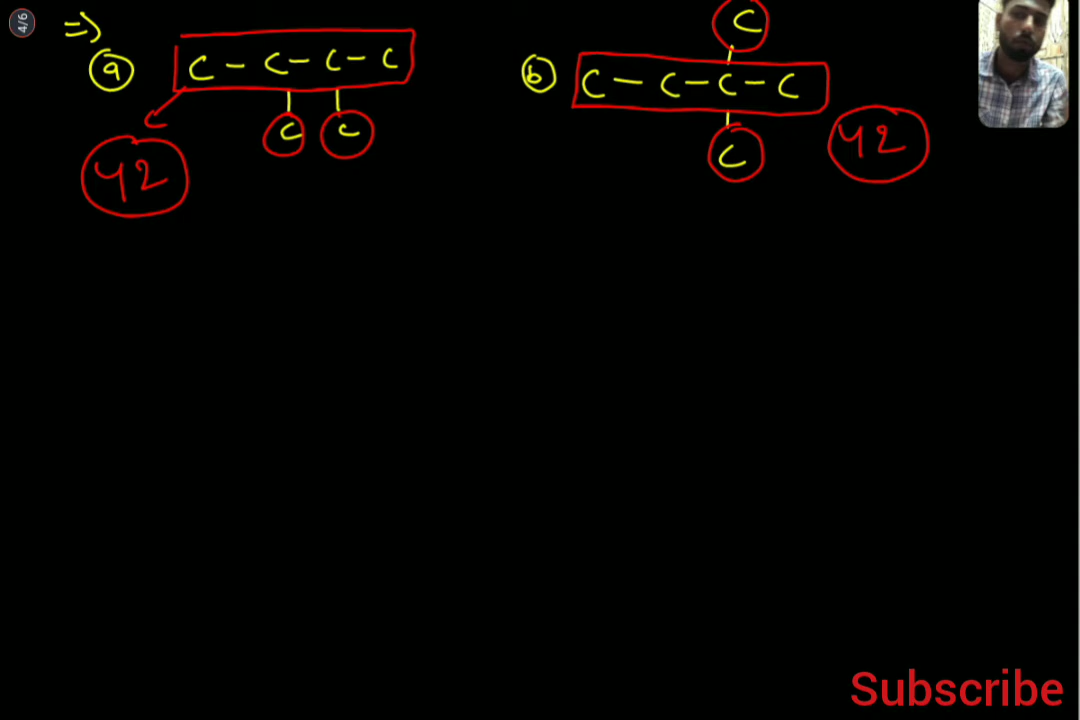 4/6
=>
C
a C - C - C - C
b C - C - C - C
C C
C
42
42
Subscribe